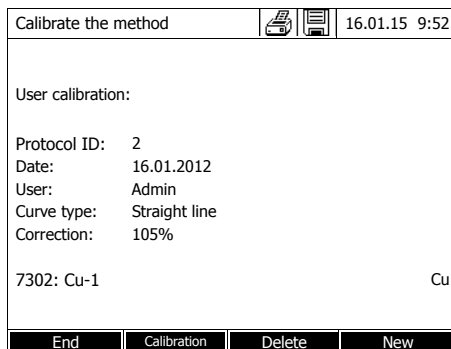 Calibrate the method 16.01.15 9:52
User calibration:
Protocol ID: 2
Date: 16.01.2012
User: Admin
Curve type: Straight line
Correction: 105%
7302: Cu-1 Cu
End Calibration Delete New